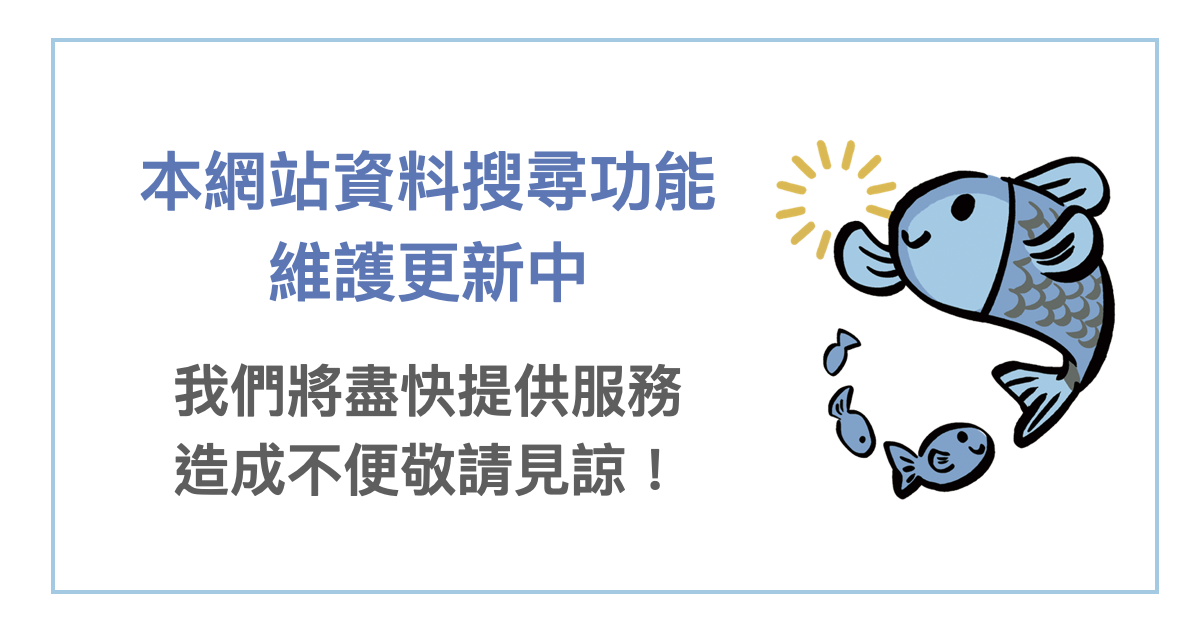 本網站資料搜尋功能
維護更新中
我們將盡快提供服務
造成不便敬請見諒！